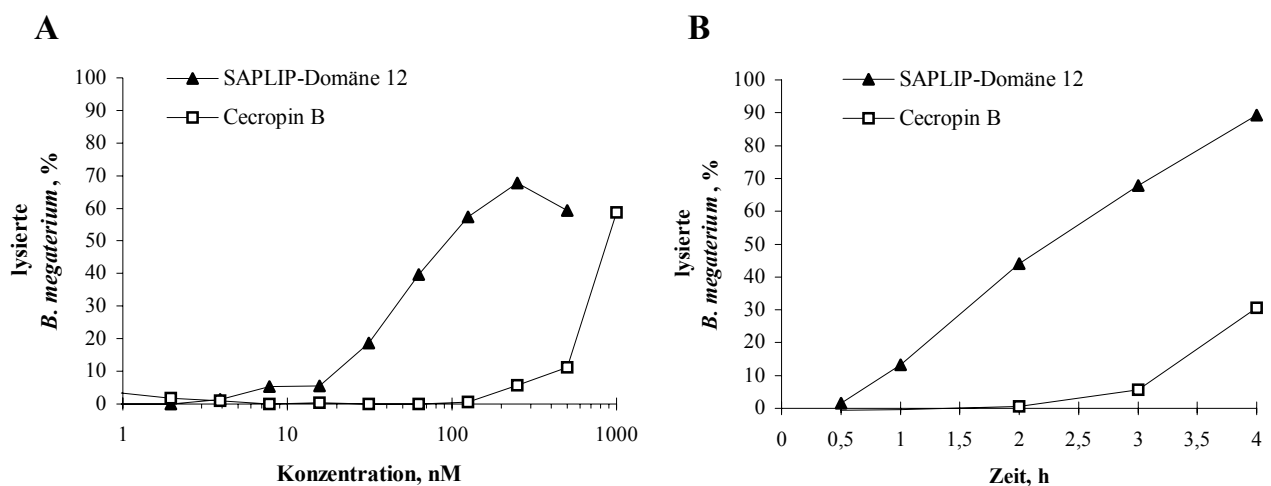 A
100
90
80
70
60
50
40
30
20
10
0
lysierte
B. megaterium, %
SAPLIP-Domäne 12
Cecropin B
1 10 100 1000
Konzentration, nM
B
100
90
80
70
60
50
40
30
20
10
0
lysierte
B. megaterium, %
SAPLIP-Domäne 12
Cecropin B
0 0,5 1 1,5 2 2,5 3 3,5 4
Zeit, h